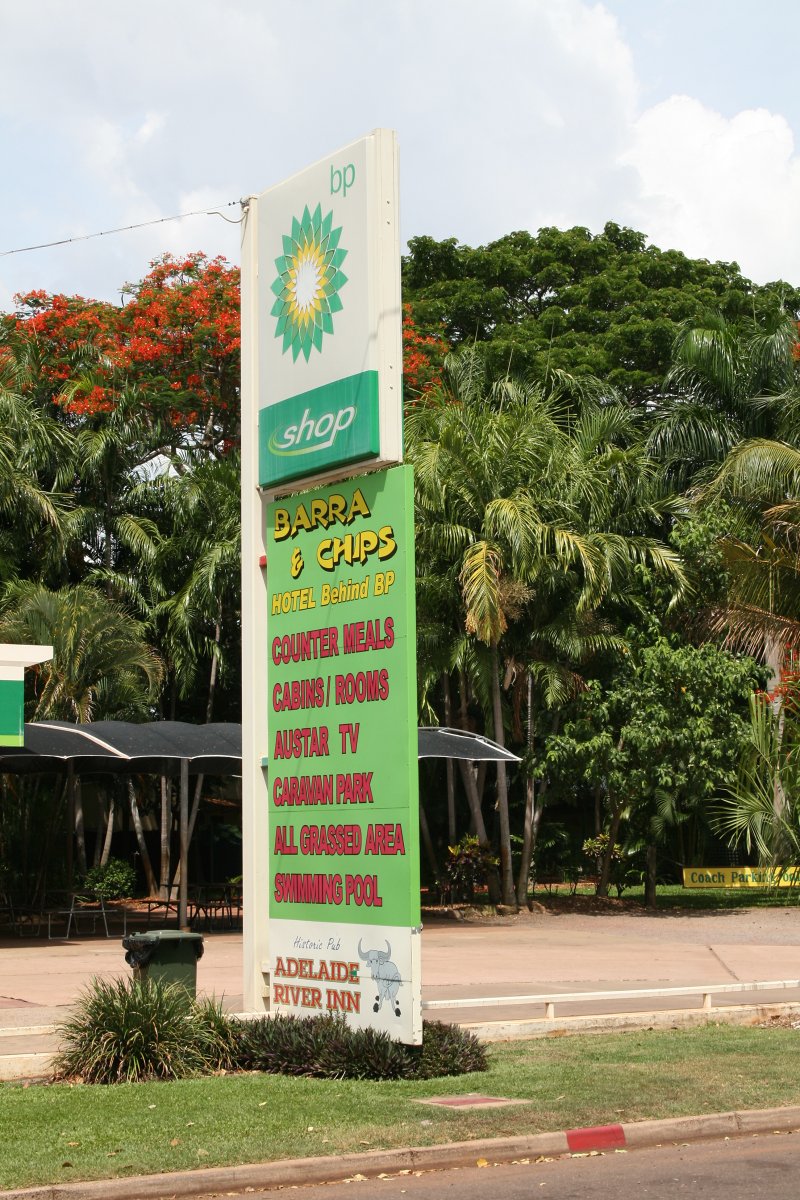 bp
shop
BARRA
& CHIPS
HOTEL Behind BP
COUNTER MEALS
CABINS / ROOMS
AUSTAR TV
CARAVAN PARK
ALL GRASSED AREA
SWIMMING POOL
Historic Pub
ADELAIDE
RIVER INN
Coach Parking